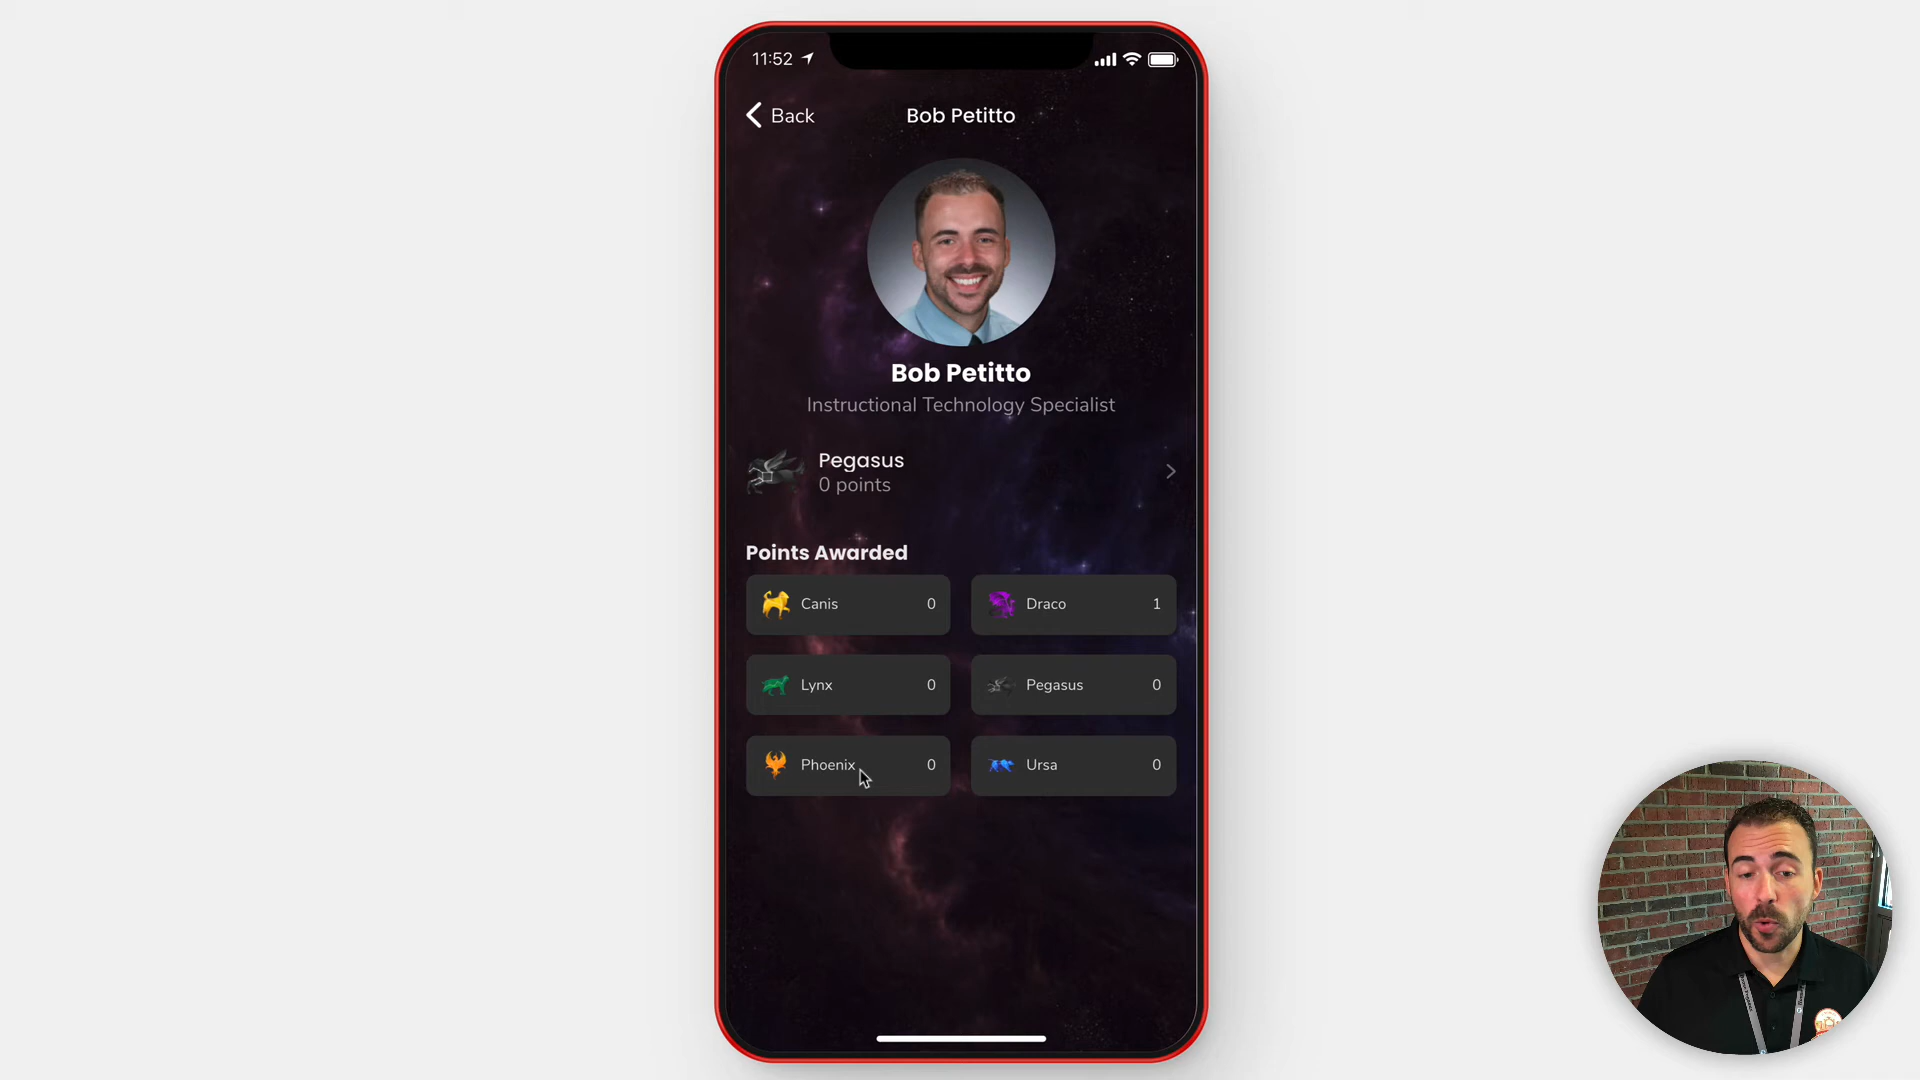 11:52
Back
Bob Petitto
Bob Petitto
Instructional Technology Specialist
Pegasus
0 points
Points Awarded
Canis 0
Draco 1
Lynx 0
Pegasus 0
Phoenix 0
Ursa 0